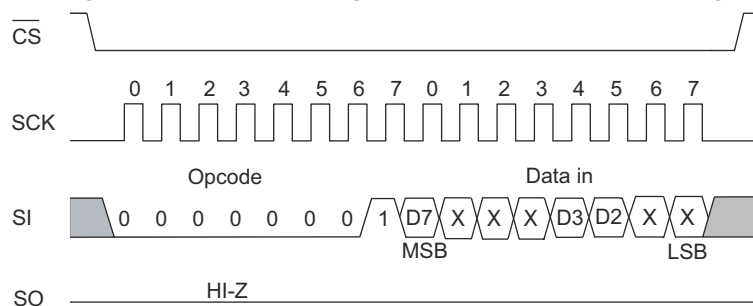 CS
0 1 2 3 4 5 6 7 0 1 2 3 4 5 6 7
SCK
Opcode Data in
SI 0 0 0 0 0 0 0 1 D7 X X X D3 D2 X X
MSB LSB
HI-Z
SO